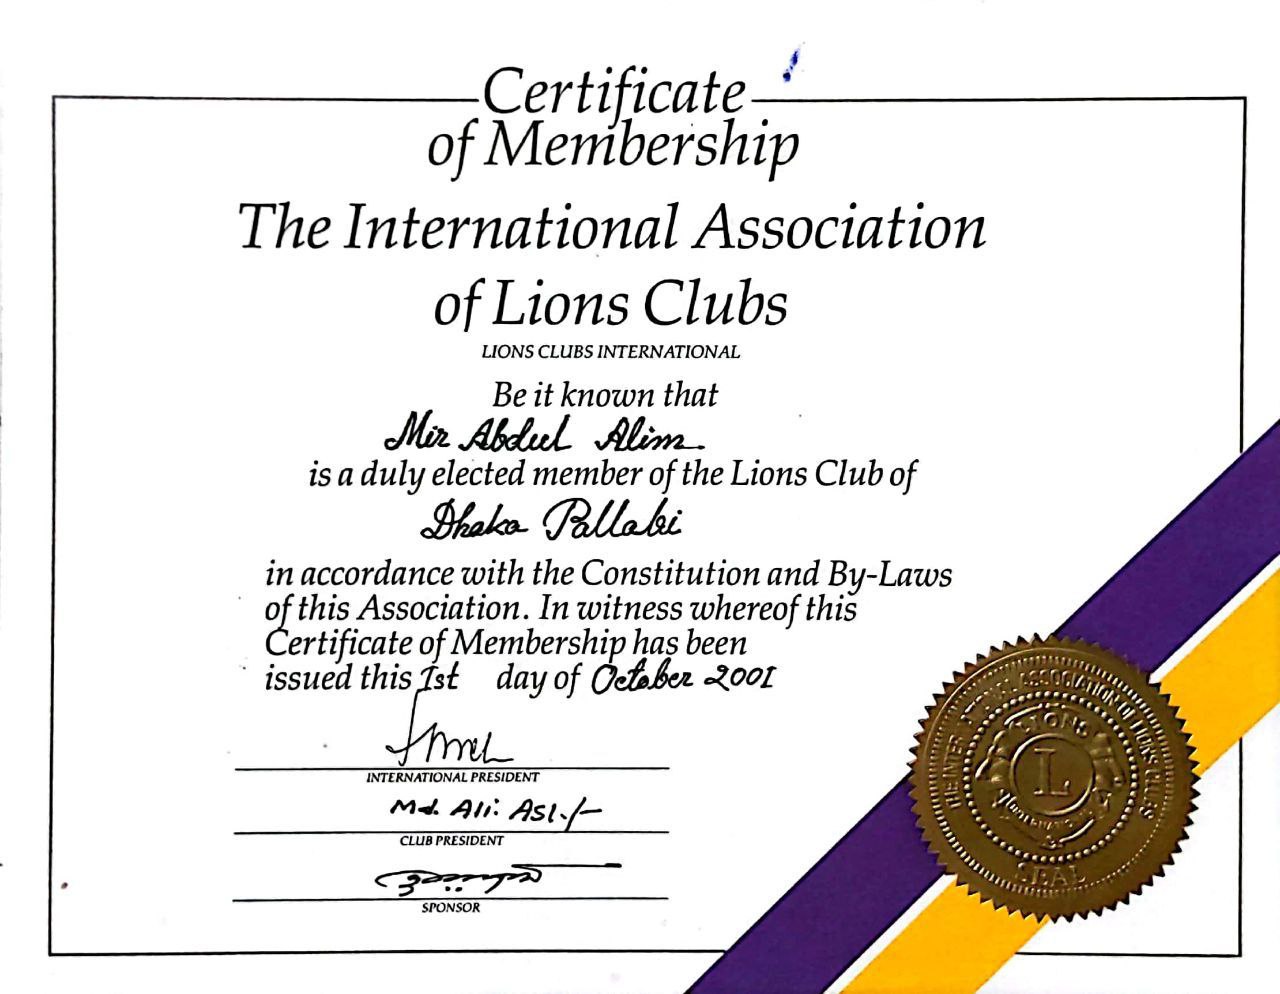 Certificate
of Membership
The International Association
of Lions Clubs
LIONS CLUBS INTERNATIONAL
Be it known that
Mir Abdul Alim
is a duly elected member of the Lions Club of
Dhaka Pallabi
in accordance with the Constitution and By-Laws
of this Association. In witness whereof this
Certificate of Membership has been
issued this 1st day of October 2001
INTERNATIONAL PRESIDENT
Md. Ali
CLUB PRESIDENT
SPONSOR
THE INTERNATIONAL ASSOCIATION OF LIONS CLUBS
LIONS
L
INTERNATIONAL
SEAL